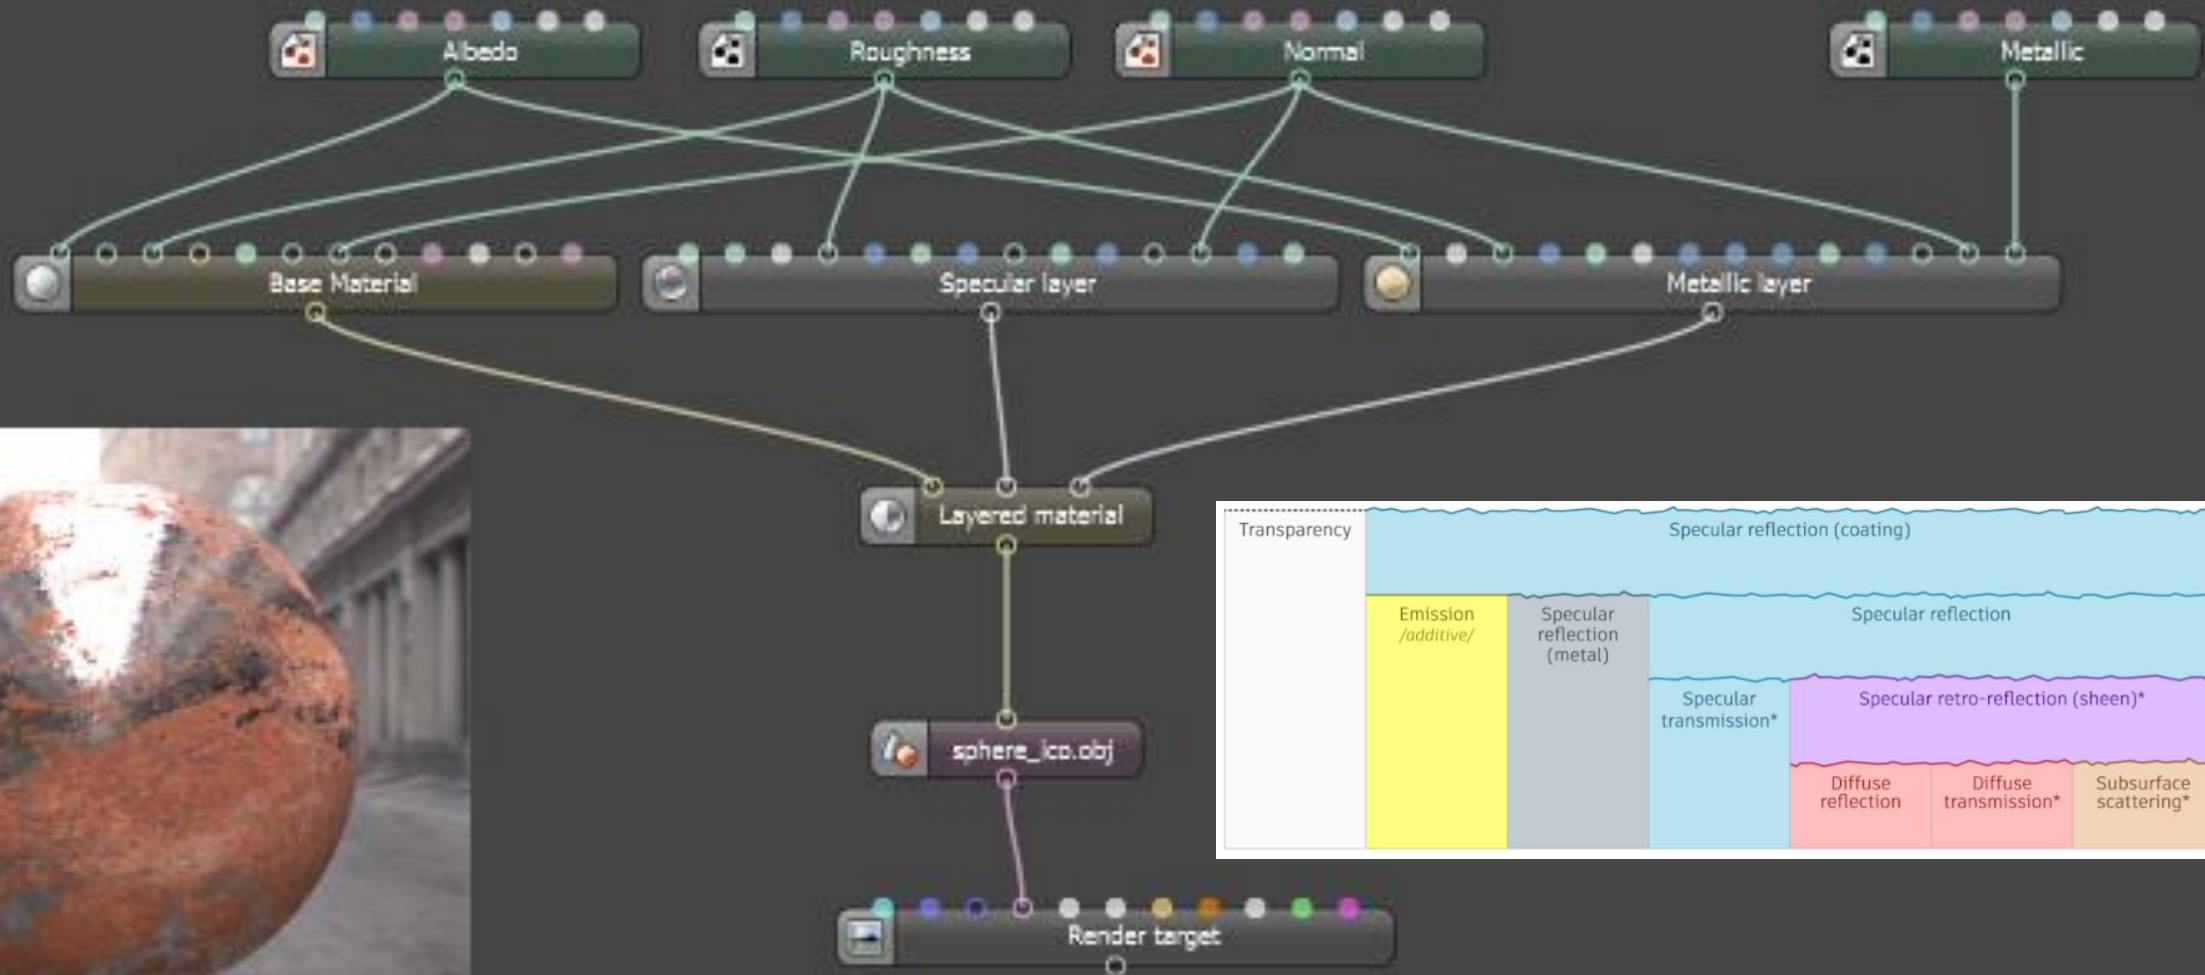 Albedo
Roughness
Normal
Metallic
Base Material
Specular layer
Metallic layer
Layered material
sphere_ico.obj
Render target
Transparency
Specular reflection (coating)
Emission
/additive/
Specular
reflection
(metal)
Specular reflection
Specular
transmission*
Specular retro-reflection (sheen)*
Diffuse
reflection
Diffuse
transmission*
Subsurface
scattering*